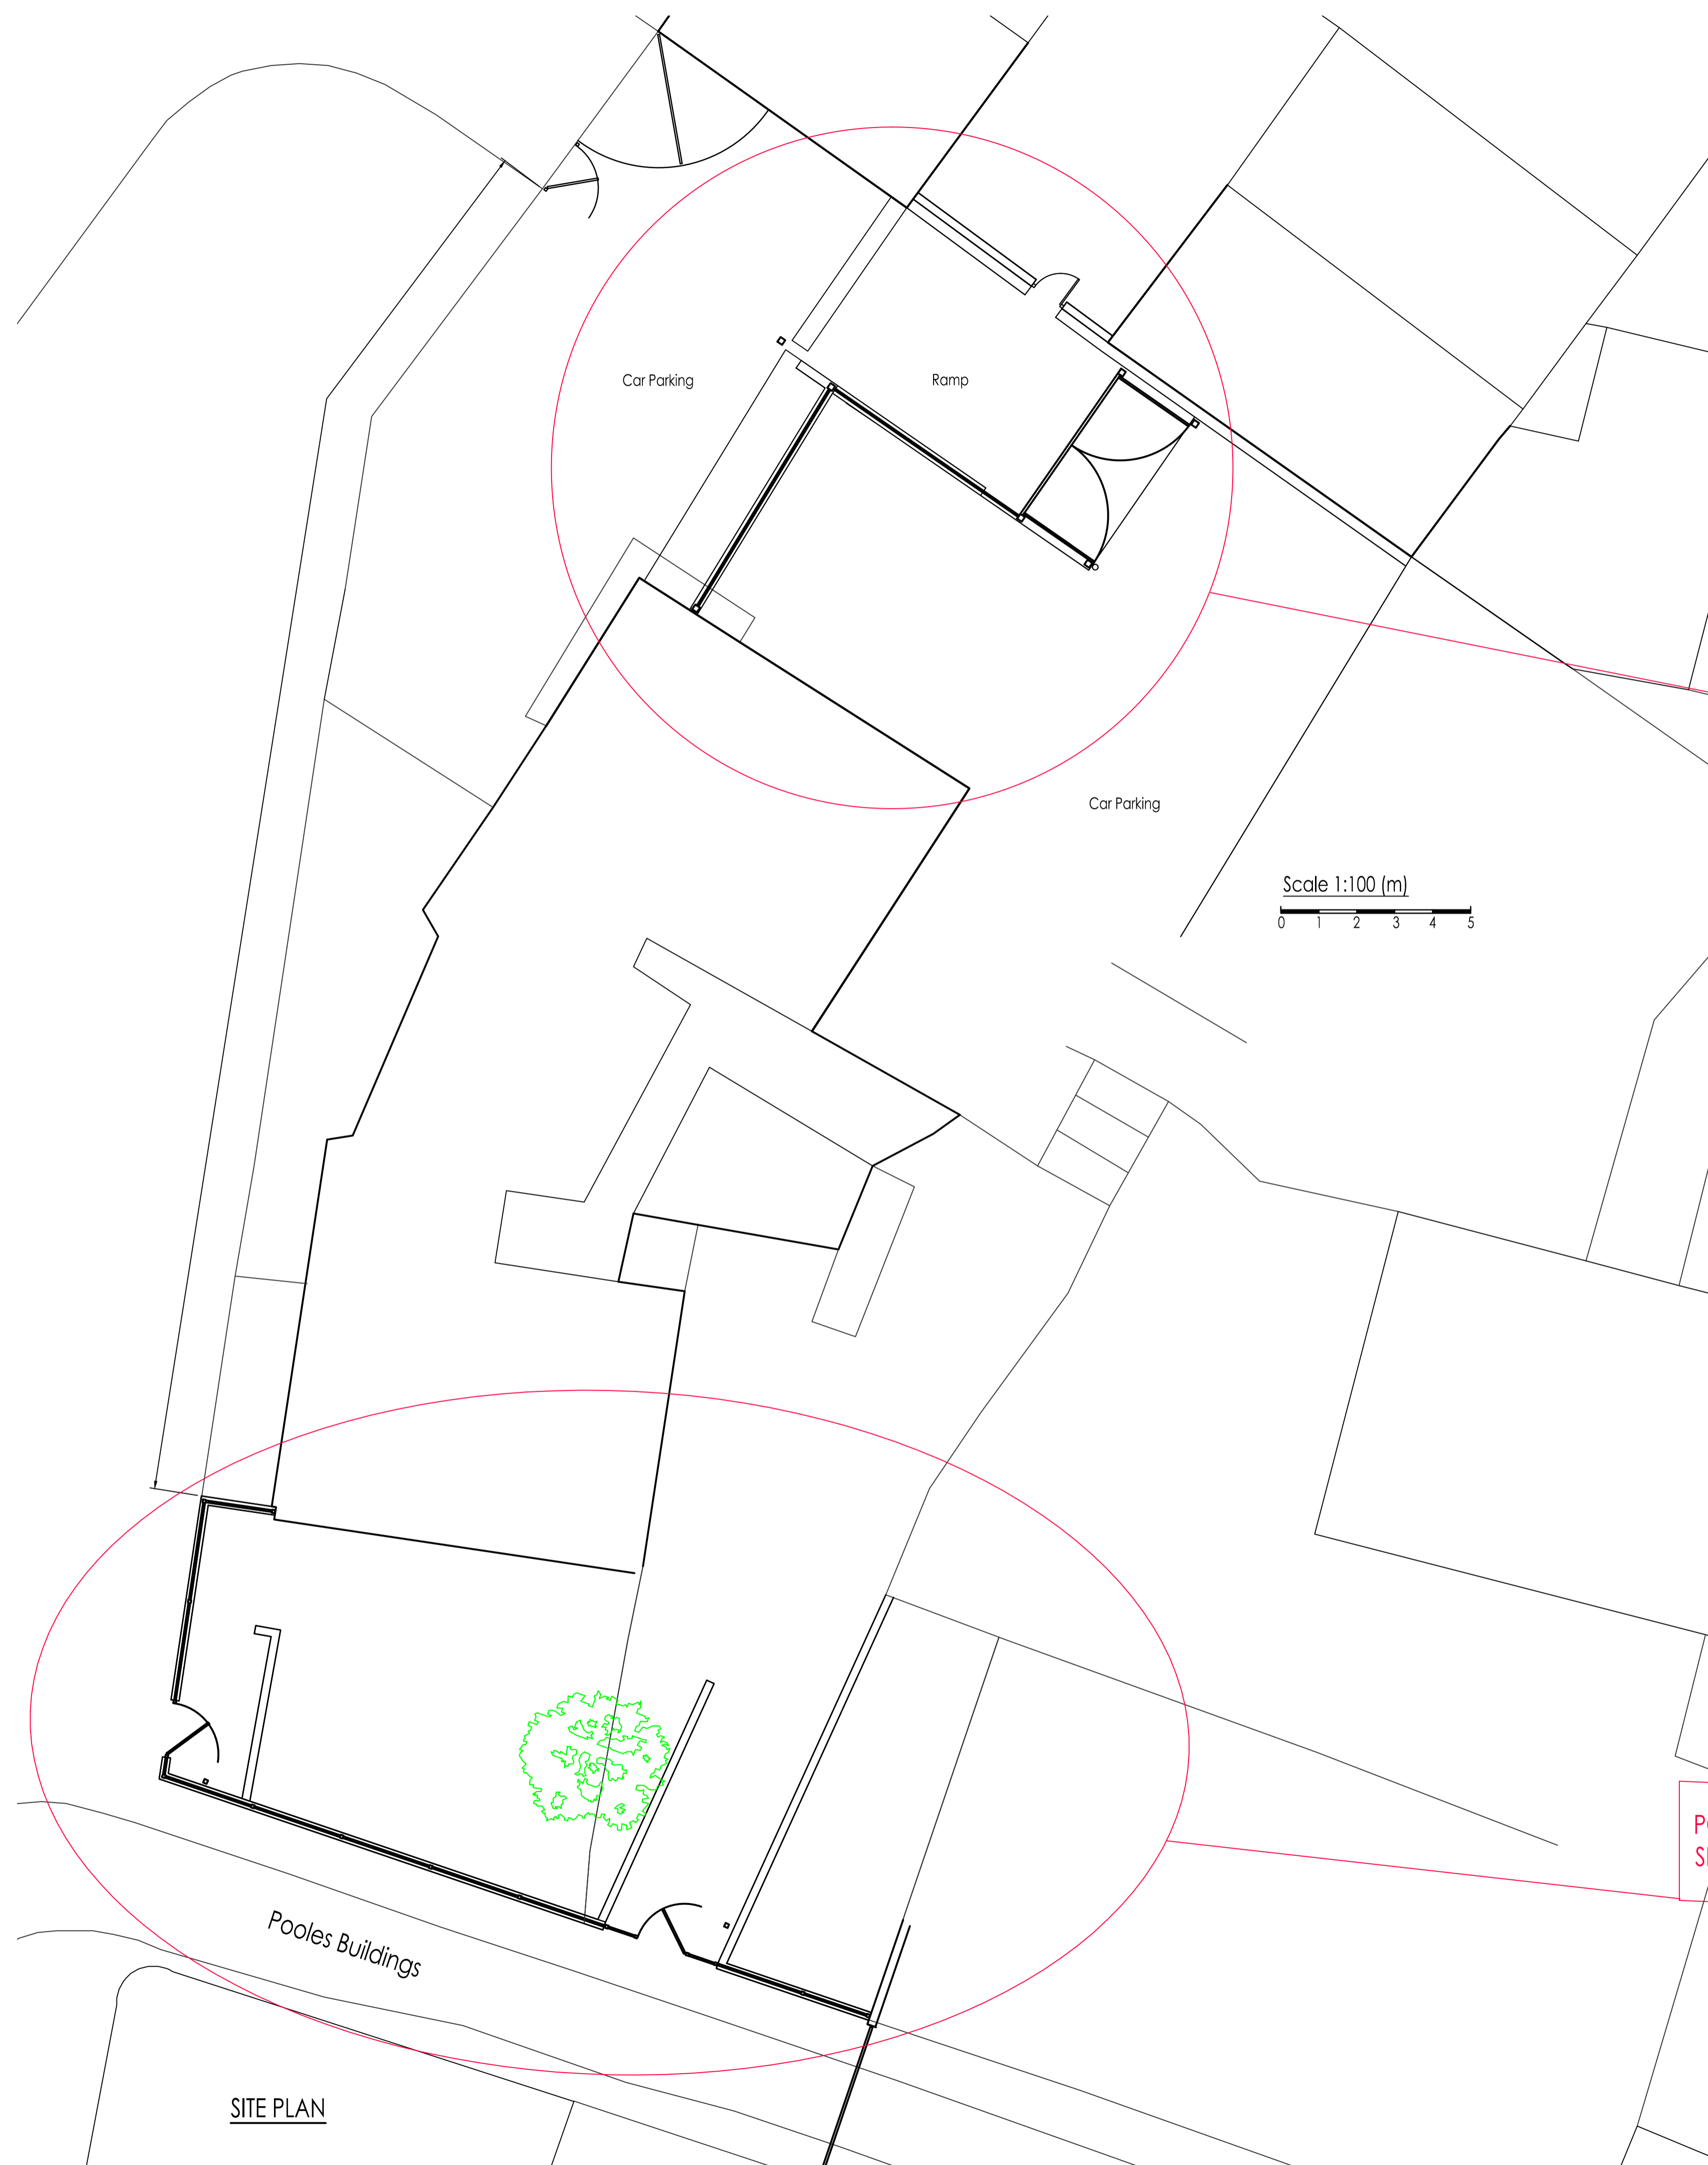 Car Parking
Ramp
Car Parking
Scale 1:100 (m)
0 1 2 3 4 5
Pooles Buildings
SITE PLAN